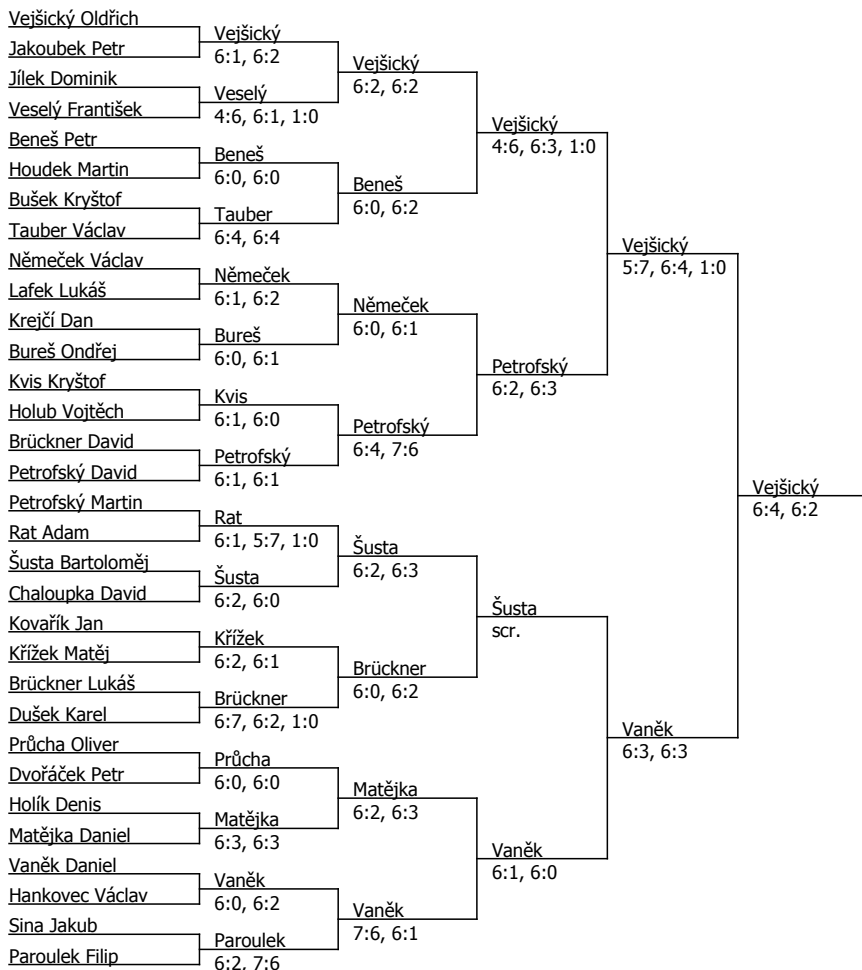 Vejšický Oldřich
Jakoubek Petr
Jílek Dominik
Veselý František
Beneš Petr
Houdek Martin
Bušek Kryštof
Tauber Václav
Němeček Václav
Lafek Lukáš
Krejčí Dan
Bureš Ondřej
Kvis Kryštof
Holub Vojtěch
Brückner David
Petrofský David
Petrofský Martin
Rat Adam
Šusta Bartoloměj
Chaloupka David
Kovařík Jan
Křížek Matěj
Brückner Lukáš
Dušek Karel
Průcha Oliver
Dvořáček Petr
Holík Denis
Matějka Daniel
Vaněk Daniel
Hankovec Václav
Sina Jakub
Paroulek Filip
Vejšický
6:1, 6:2
Veselý
4:6, 6:1, 1:0
Beneš
6:0, 6:0
Tauber
6:4, 6:4
Němeček
6:1, 6:2
Bureš
6:0, 6:1
Kvis
6:1, 6:0
Petrofský
6:1, 6:1
Rat
6:1, 5:7, 1:0
Šusta
6:2, 6:0
Křížek
6:2, 6:1
Brückner
6:7, 6:2, 1:0
Průcha
6:0, 6:0
Matějka
6:3, 6:3
Vaněk
6:0, 6:2
Paroulek
6:2, 7:6
Vejšický
6:2, 6:2
Beneš
6:0, 6:2
Němeček
6:0, 6:1
Petrofský
6:4, 7:6
Šusta
6:2, 6:3
Brückner
6:0, 6:2
Matějka
6:2, 6:3
Vaněk
7:6, 6:1
Vejšický
4:6, 6:3, 1:0
Petrofský
6:2, 6:3
Šusta
scr.
Vaněk
6:1, 6:0
Vejšický
5:7, 6:4, 1:0
Vaněk
6:3, 6:3
Vejšický
6:4, 6:2